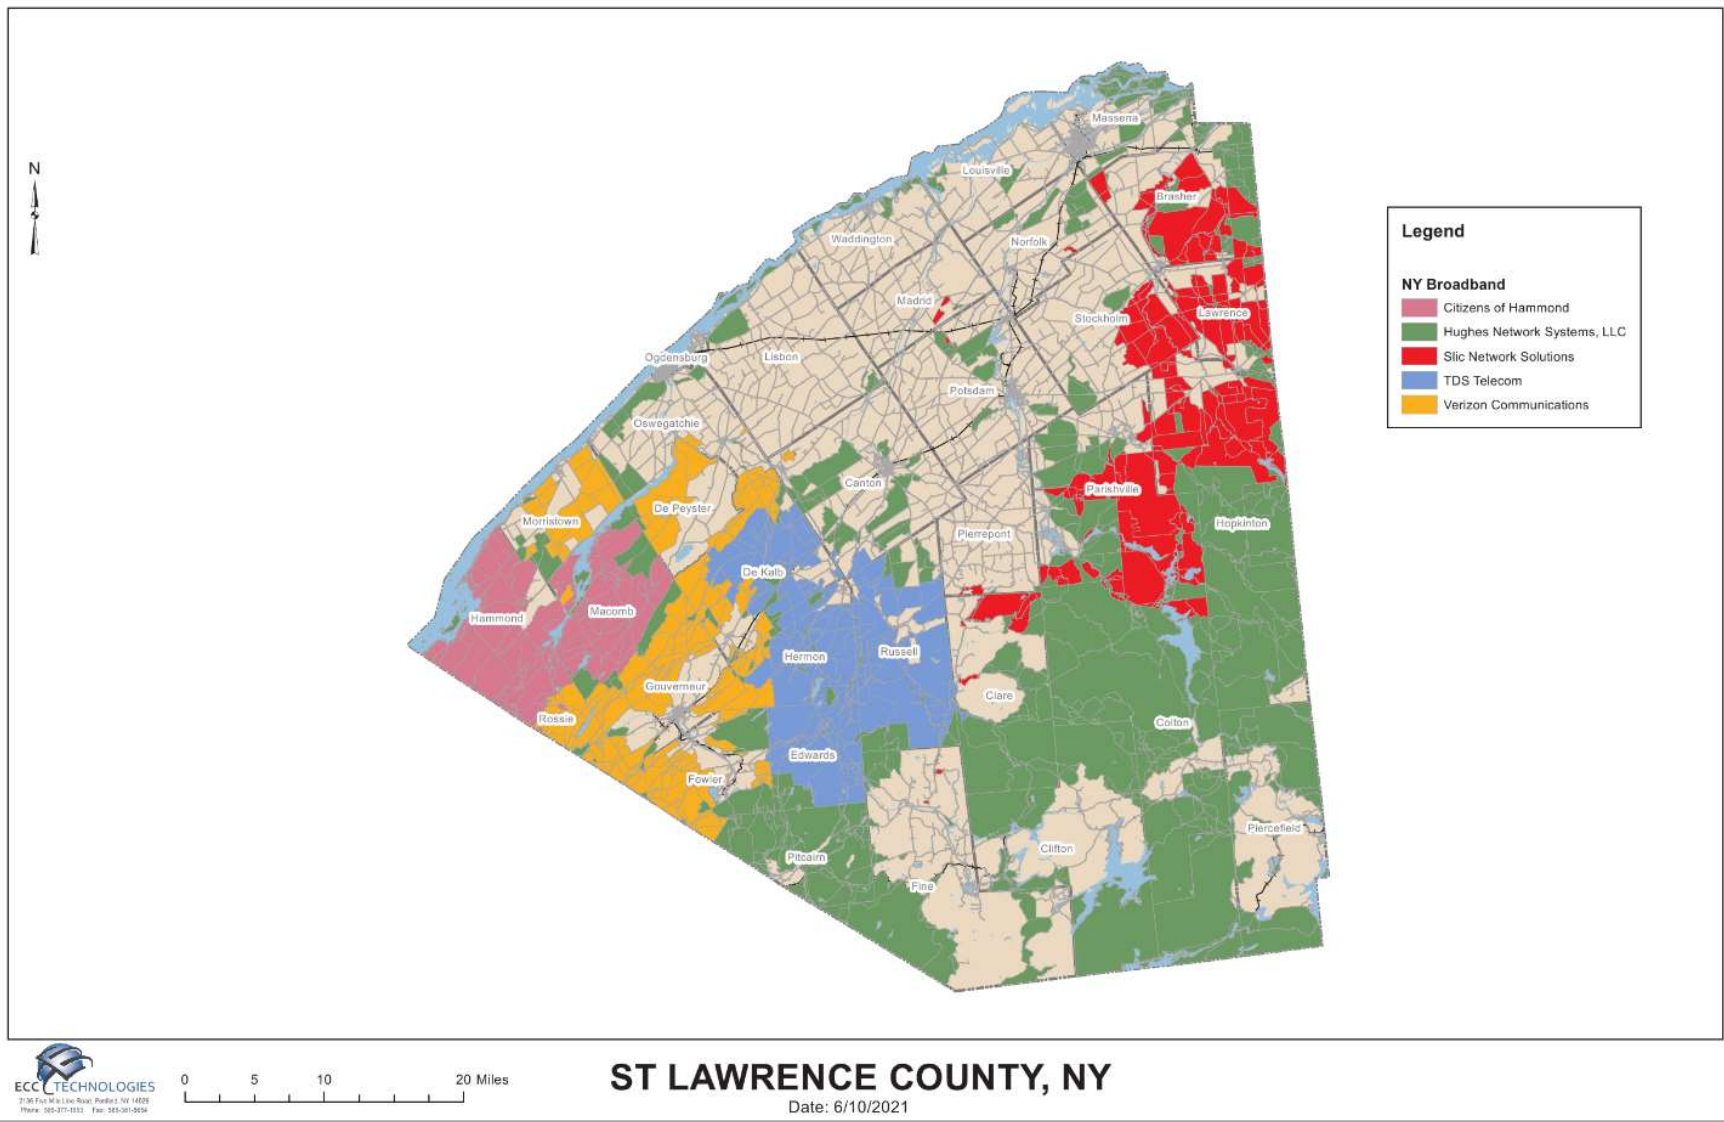 N
Massena
Louisville
Brasher
Waddington
Norfolk
Madrid
Stockholm
Lawrence
Ogdensburg
Lisbon
Potsdam
Oswegatchie
Canton
Parishville
De Peyster
Morristown
Hopkinton
Pierrepont
De Kalb
Hammond
Macomb
Hermon
Russell
Gouverneur
Clare
Rossie
Colton
Edwards
Fowler
Piercefield
Clifton
Pitcairn
Fine
Legend
NY Broadband
Citizens of Hammond
Hughes Network Systems, LLC
Slic Network Solutions
TDS Telecom
Verizon Communications
ECC TECHNOLOGIES
0 5 10 20 Miles
ST LAWRENCE COUNTY, NY
Date: 6/10/2021